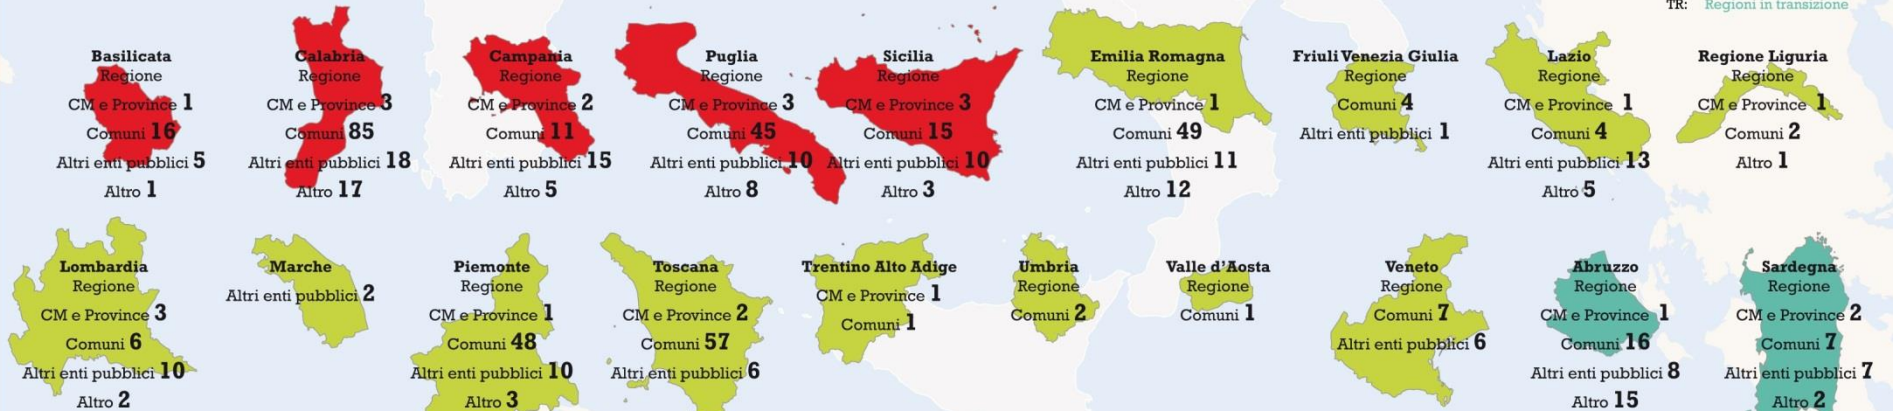 TR: Regioni in transizione
Basilicata
Regione
CM e Province 1
Comuni 16
Altri enti pubblici 5
Altro 1
Calabria
Regione
CM e Province 3
Comuni 85
Altri enti pubblici 18
Altro 17
Campania
Regione
CM e Province 2
Comuni 11
Altri enti pubblici 15
Altro 5
Puglia
Regione
CM e Province 3
Comuni 45
Altri enti pubblici 10
Altro 8
Sicilia
Regione
CM e Province 3
Comuni 15
Altri enti pubblici 10
Altro 3
Emilia Romagna
Regione
CM e Province 1
Comuni 49
Altri enti pubblici 11
Altro 12
Friuli Venezia Giulia
Regione
Comuni 4
Altri enti pubblici 1
Lazio
Regione
CM e Province 1
Comuni 4
Altri enti pubblici 13
Altro 5
Regione Liguria
Regione
CM e Province 1
Comuni 2
Altro 1
Lombardia
Regione
CM e Province 3
Comuni 6
Altri enti pubblici 10
Altro 2
Marche
Altri enti pubblici 2
Piemonte
Regione
CM e Province 1
Comuni 48
Altri enti pubblici 10
Altro 3
Toscana
Regione
CM e Province 2
Comuni 57
Altri enti pubblici 6
Trentino Alto Adige
CM e Province 1
Comuni 1
Umbria
Regione
Comuni 2
Valle d'Aosta
Regione
Comuni 1
Veneto
Regione
Comuni 7
Altri enti pubblici 6
Abruzzo
Regione
CM e Province 1
Comuni 16
Altri enti pubblici 8
Altro 15
Sardegna
Regione
CM e Province 2
Comuni 7
Altri enti pubblici 7
Altro 2